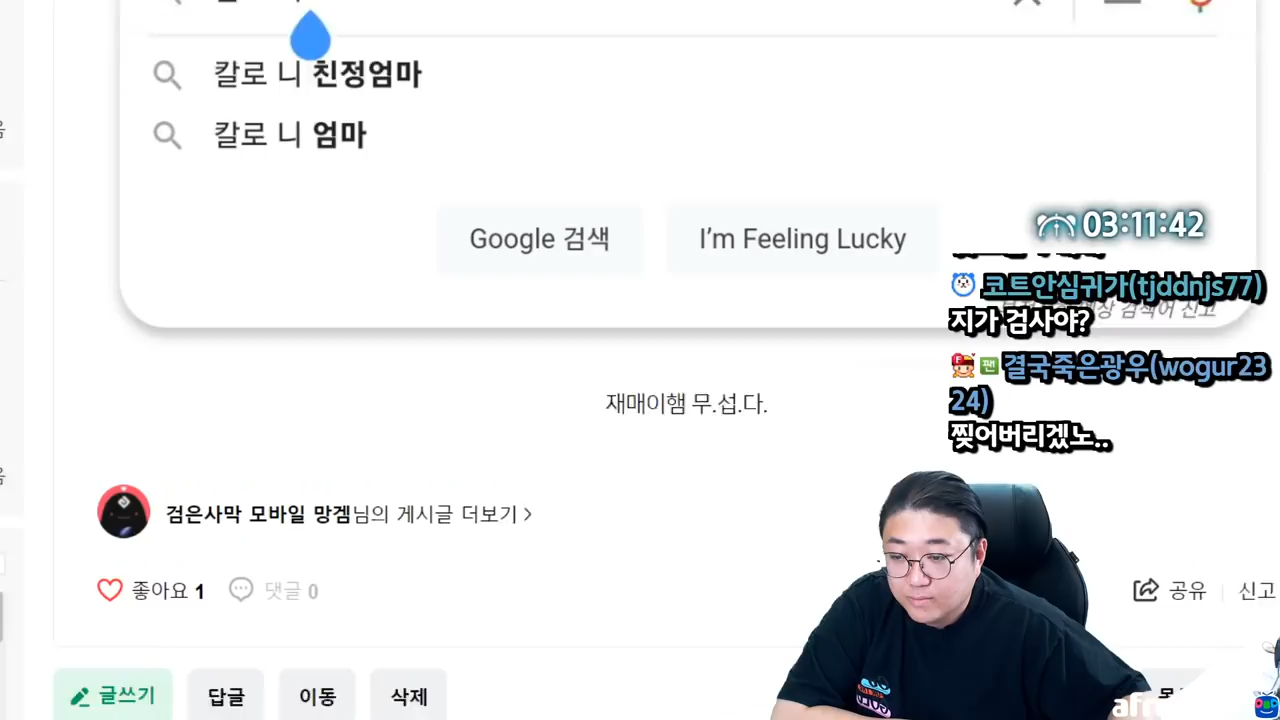 칼로 니 친정엄마
칼로 니 엄마
Google 검색
I'm Feeling Lucky
03:11:42
코트안심귀가(tjddnjs77)
지가 검사야?
결국죽은광우(wogur23
24)
찢어버리겠노..
재매이햄 무.섭.다.
검은사막 모바일 망겜님의 게시글 더보기
좋아요 1
댓글 0
공유
신고
글쓰기
답글
이동
삭제